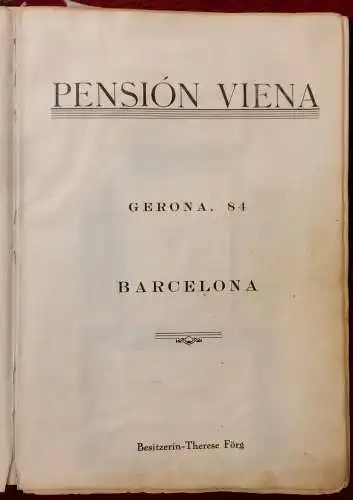 PENSIÓN VIENA
GERONA. 84
BARCELONA
Besitzerin-Therese Förg